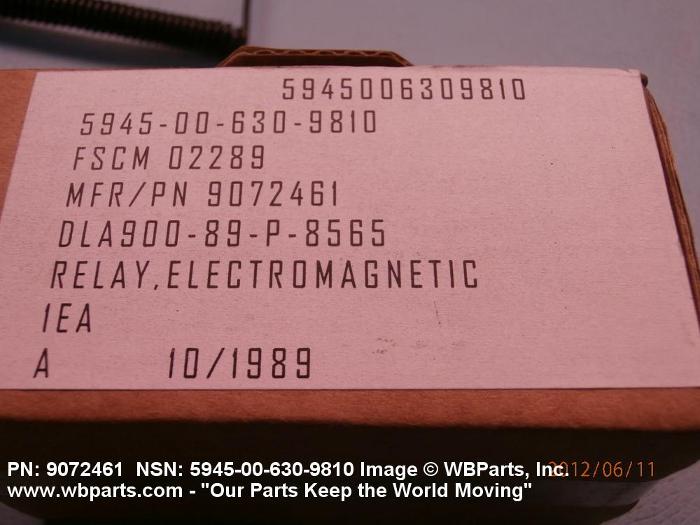 5945006309810
5945-00-630-9810
FSCM 02289
MFR/PN 9072461
DLA900-89-P-8565
RELAY,ELECTROMAGNETIC
1EA
A 10/1989
PN: 9072461 NSN: 5945-00-630-9810 Image © WBParts, Inc.
2012/06/11
www.wbparts.com - "Our Parts Keep the World Moving"